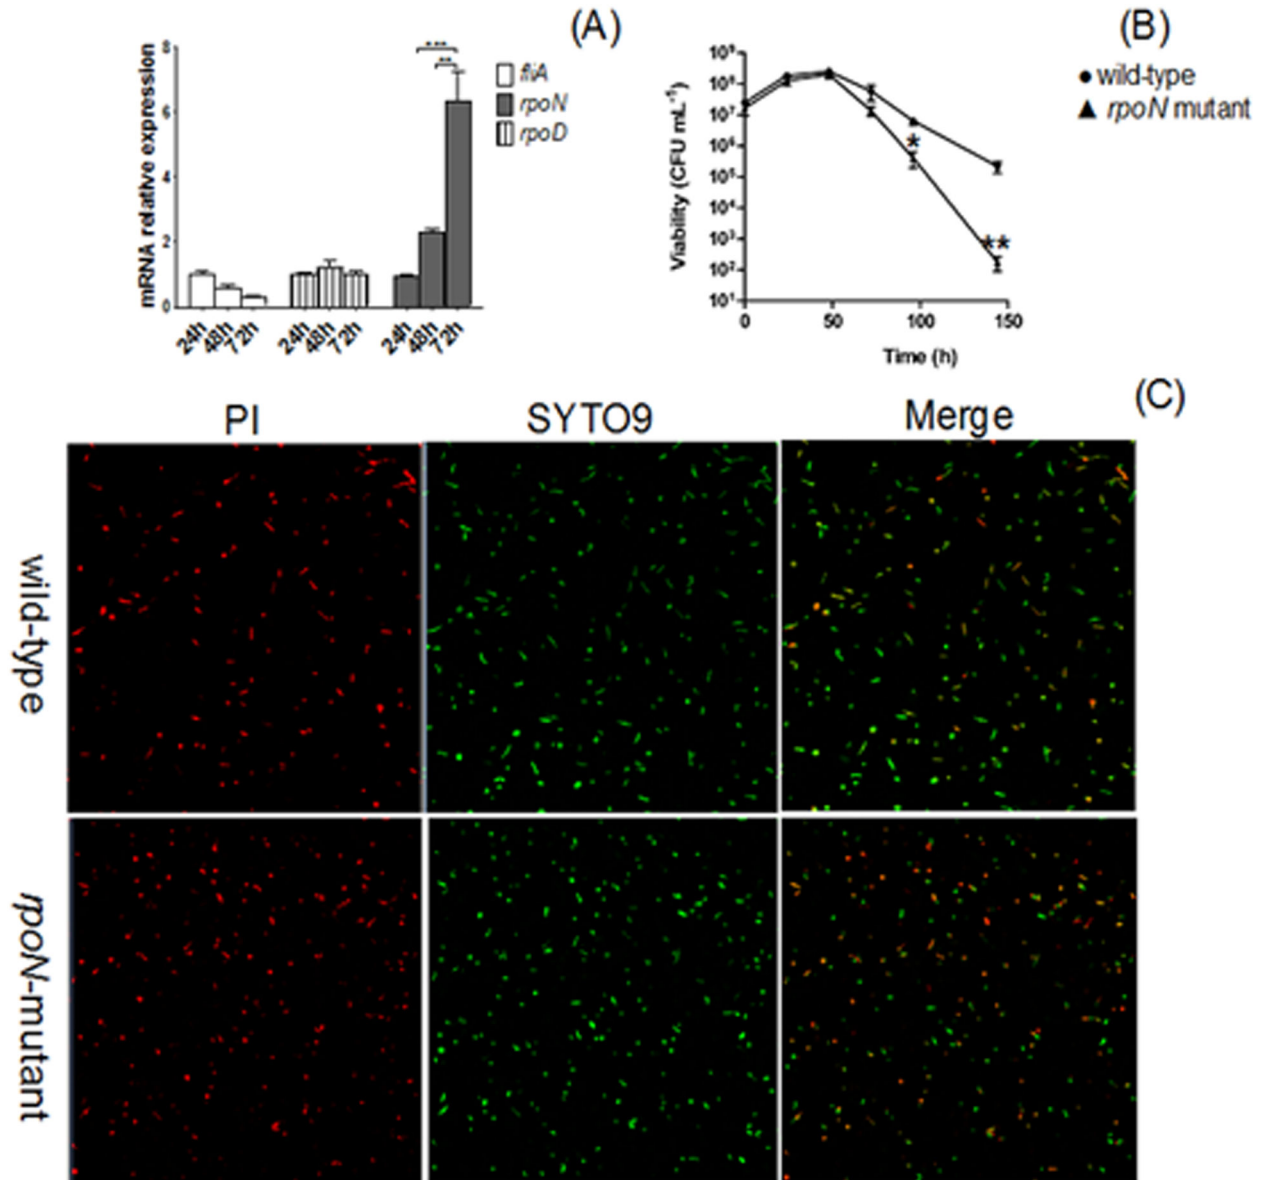 (A)
mRNA relative expression
8
6
4
2
0
24h 48h 72h 24h 48h 72h 24h 48h 72h
*** 
**
fliA
rpoN
rpoD
(B)
Viability (CFU mL⁻¹)
10⁹
10⁸
10⁷
10⁶
10⁵
10⁴
10³
10²
10¹
0 50 100 150
Time (h)
*
**
wild-type
rpoN mutant
(C)
PI SYTO9 Merge
wild-type
rpoN-mutant